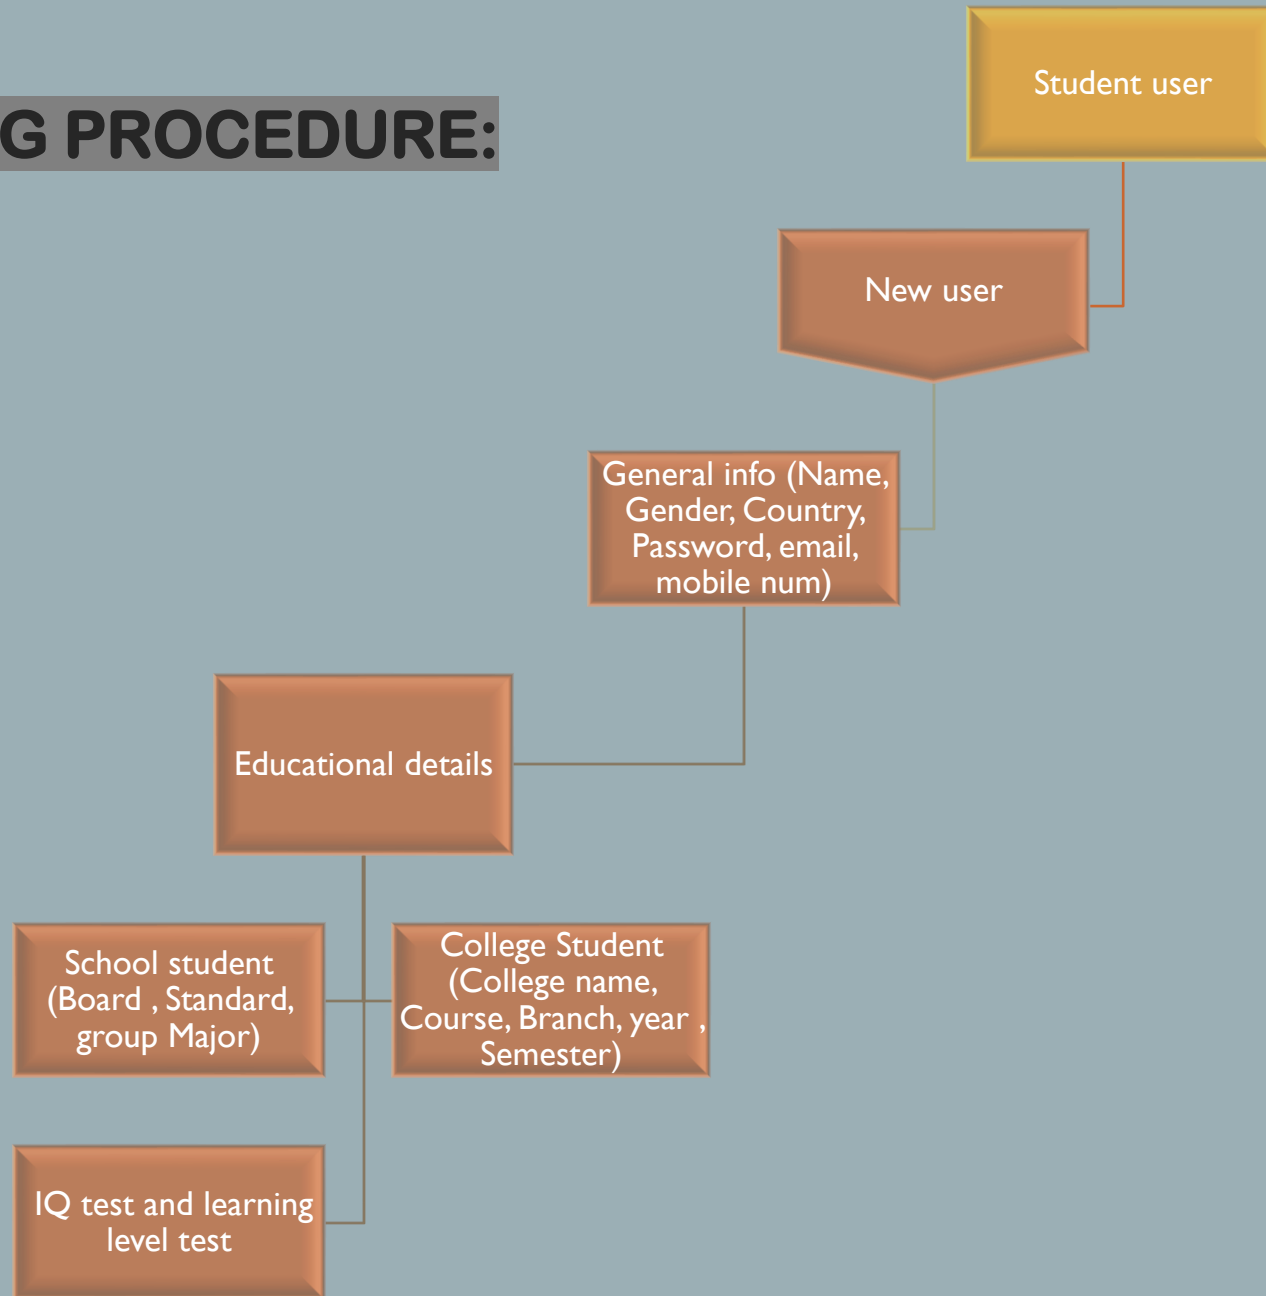 G PROCEDURE:
Student user
New user
General info (Name,
Gender, Country,
Password, email,
mobile num)
Educational details
School student
(Board , Standard,
group Major)
College Student
(College name,
Course, Branch, year ,
Semester)
IQ test and learning
level test